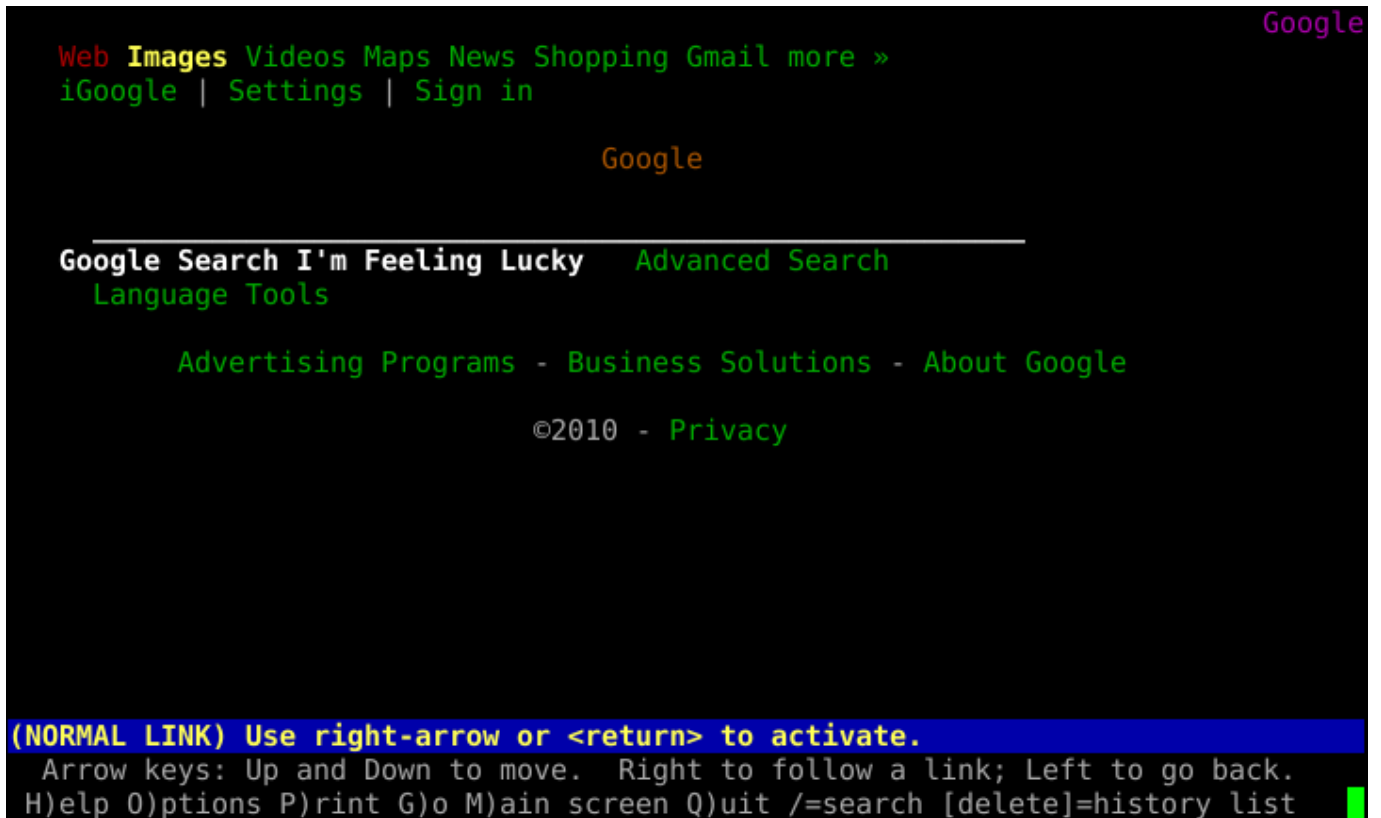 Google
Web Images Videos Maps News Shopping Gmail more »
iGoogle | Settings | Sign in
Google
Google Search I'm Feeling Lucky Advanced Search
Language Tools
Advertising Programs - Business Solutions - About Google
©2010 - Privacy
(NORMAL LINK) Use right-arrow or <return> to activate.
Arrow keys: Up and Down to move. Right to follow a link; Left to go back.
H)elp O)ptions P)rint G)o M)ain screen Q)uit /=search [delete]=history list